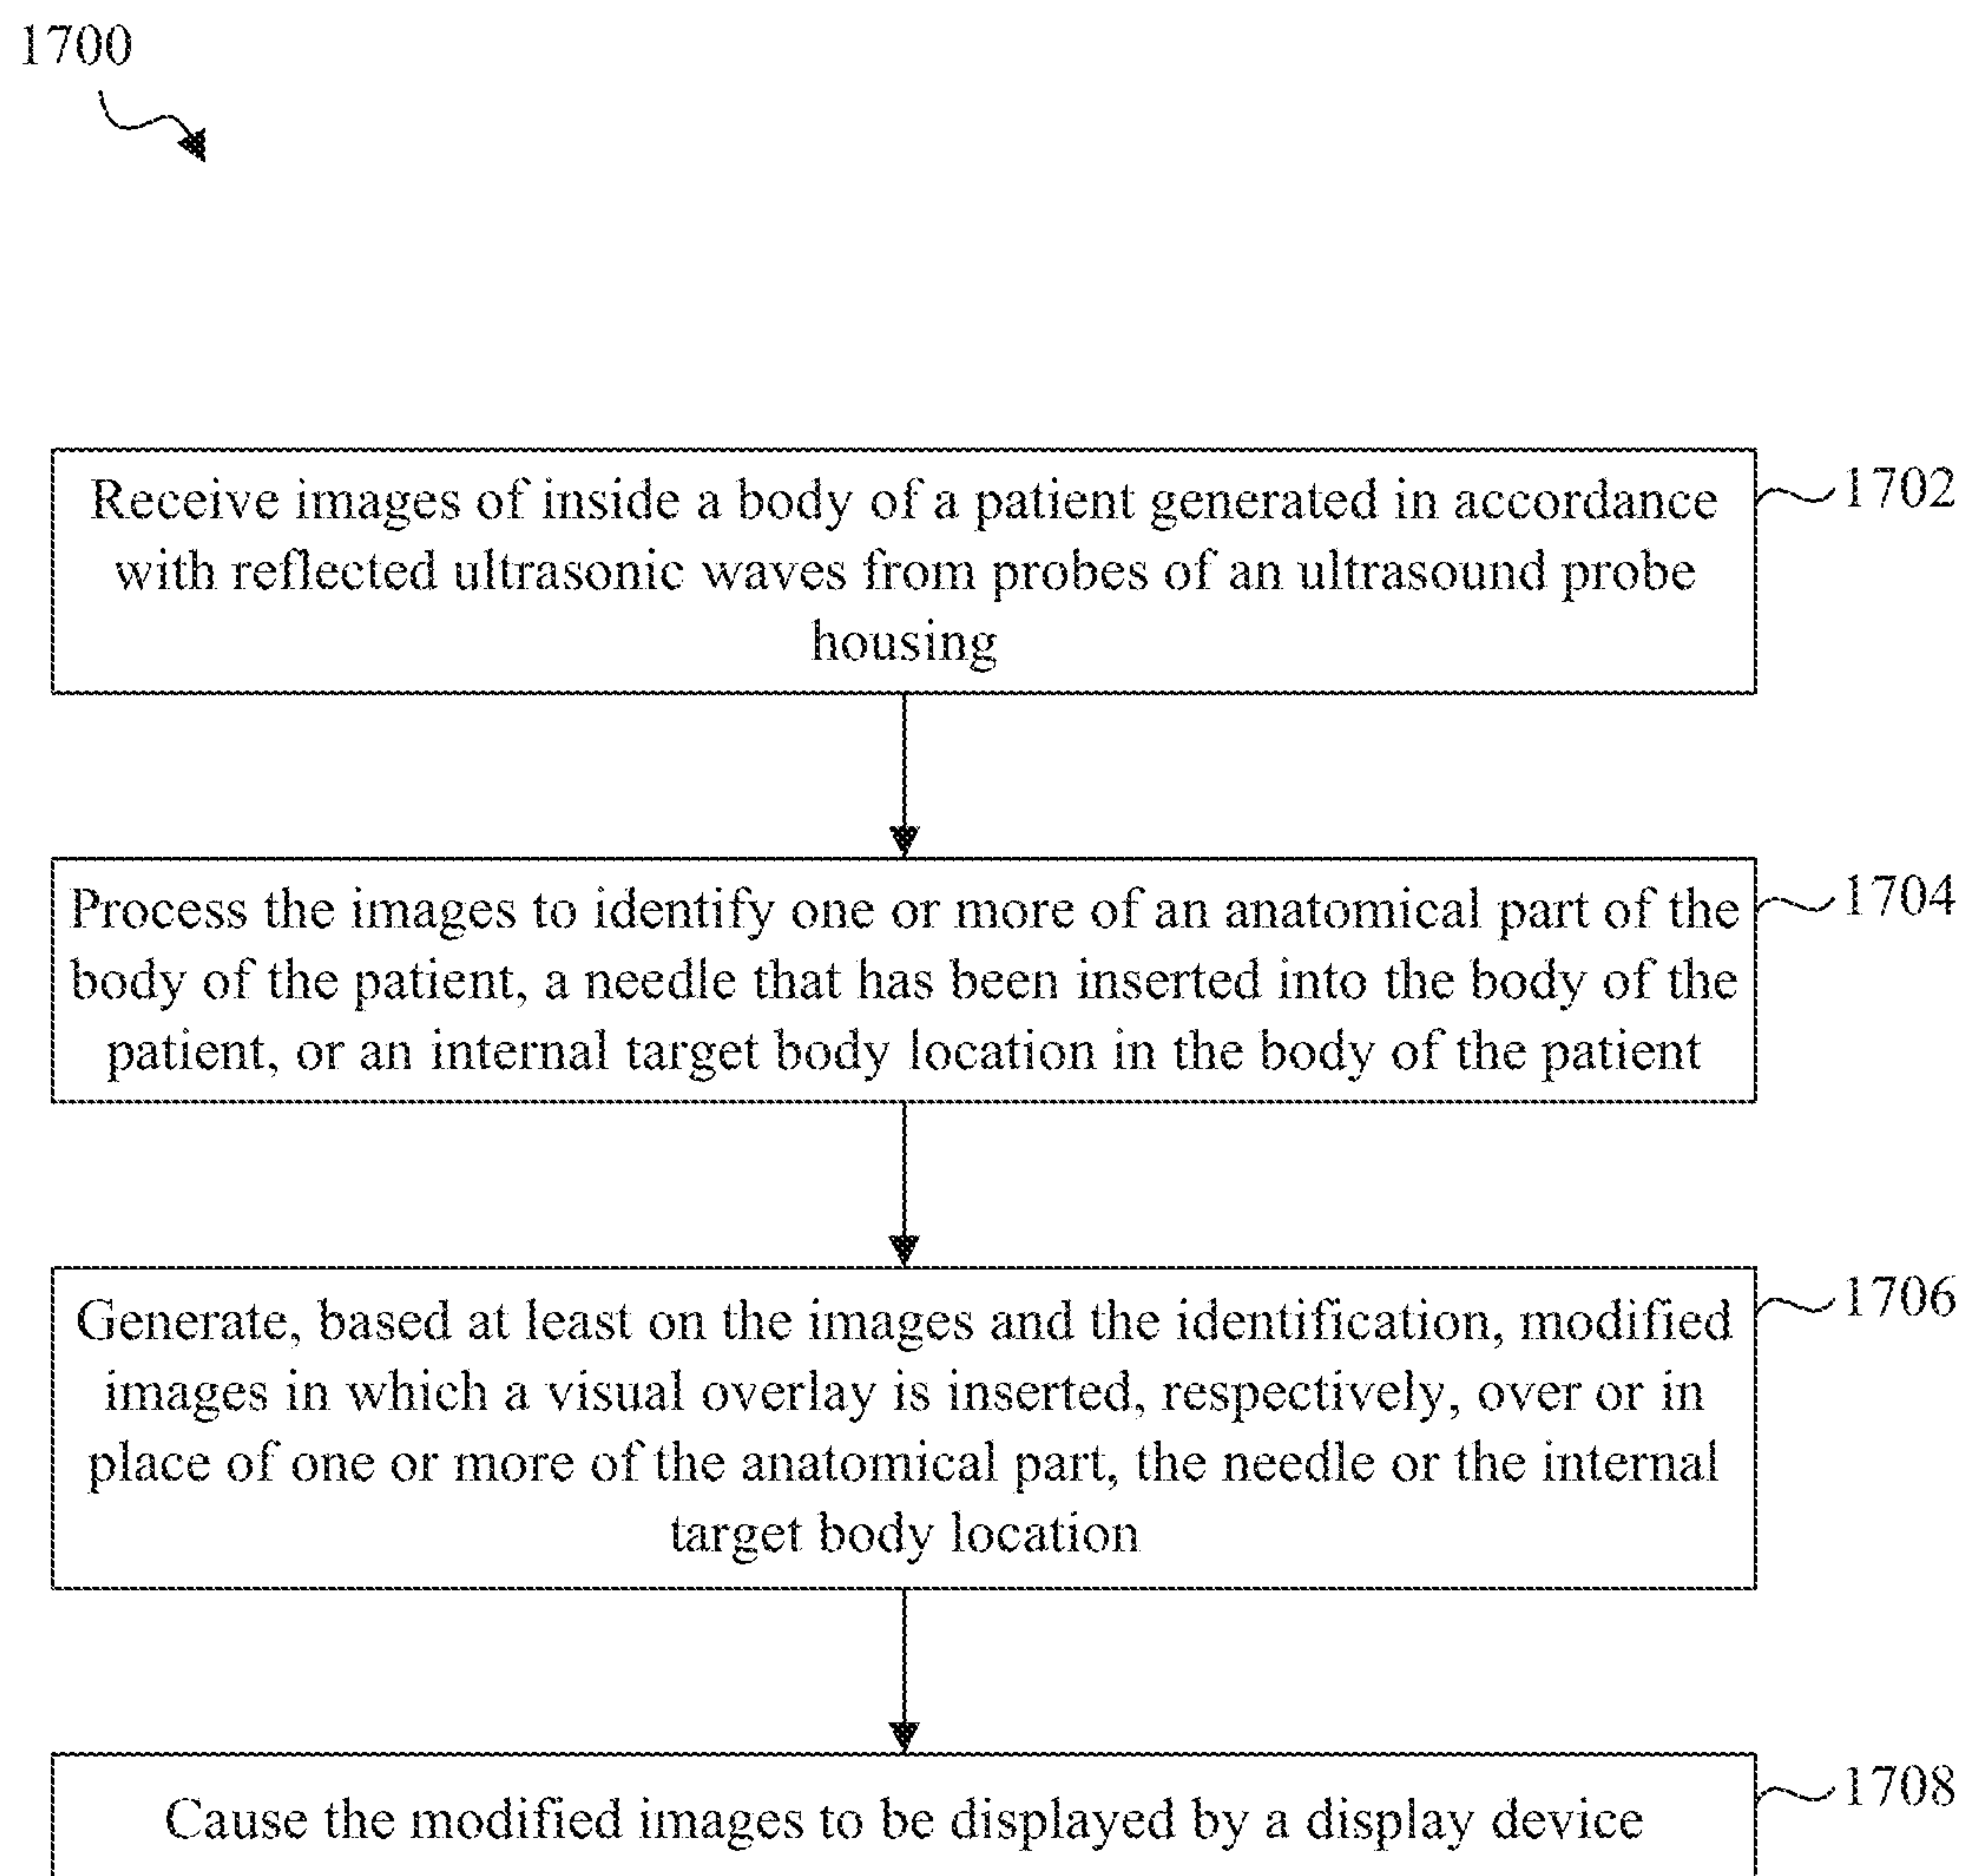 1700
Receive images of inside a body of a patient generated in accordance
with reflected ultrasonic waves from probes of an ultrasound probe
housing
1702
Process the images to identify one or more of an anatomical part of the
body of the patient, a needle that has been inserted into the body of the
patient, or an internal target body location in the body of the patient
1704
Generate, based at least on the images and the identification, modified
images in which a visual overlay is inserted, respectively, over or in
place of one or more of the anatomical part, the needle or the internal
target body location
1706
Cause the modified images to be displayed by a display device
1708